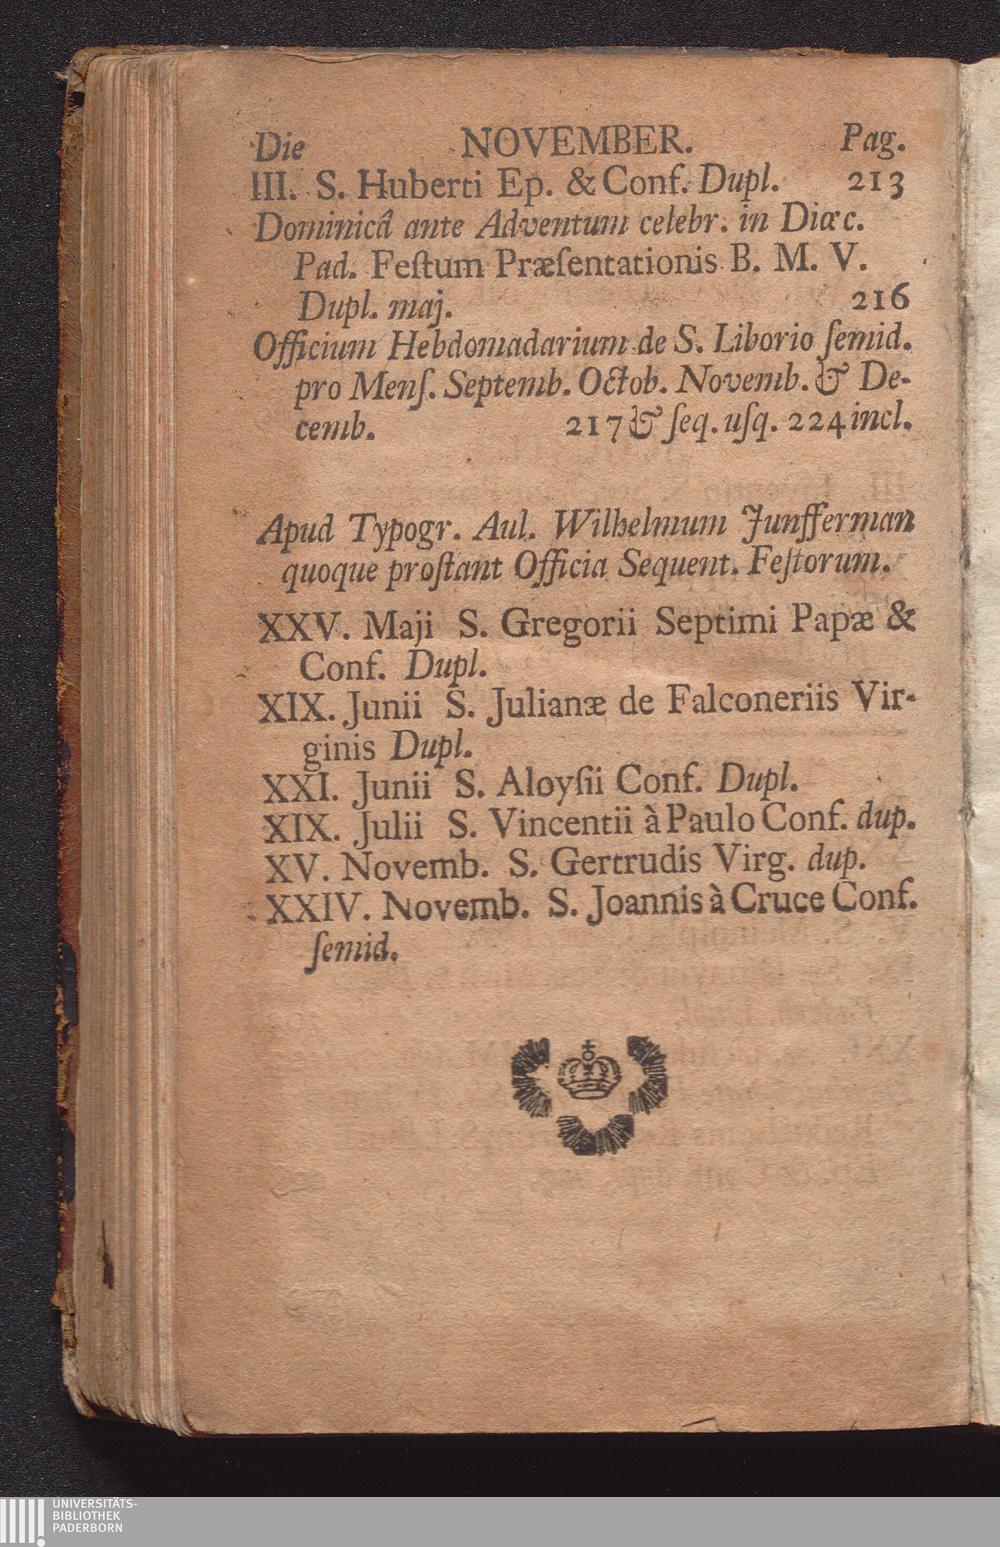 Die NOVEMBER. Pag.
III. S. Huberti Ep. & Conf. Dupl. 213
Dominicâ ante Adventum celebr. in Diœc.
Pad. Feſtum Præſentationis B. M. V.
Dupl. maj. 216
Officium Hebdomadarium de S. Liborio ſemid.
pro Menſ. Septemb. Octob. Novemb. & De-
cemb. 217 & ſeq. uſq. 224 incl.
Apud Typogr. Aul. Wilhelmum Junfferman
quoque proſtant Officia Sequent. Feſtorum.
XXV. Maji S. Gregorii Septimi Papæ &
Conf. Dupl.
XIX. Junii S. Julianæ de Falconeriis Vir-
ginis Dupl.
XXI. Junii S. Aloyſii Conf. Dupl.
XIX. Julii S. Vincentii à Paulo Conf. dup.
XV. Novemb. S. Gertrudis Virg. dup.
XXIV. Novemb. S. Joannis à Cruce Conf.
ſemid.
UNIVERSITÄTS-
BIBLIOTHEK
PADERBORN